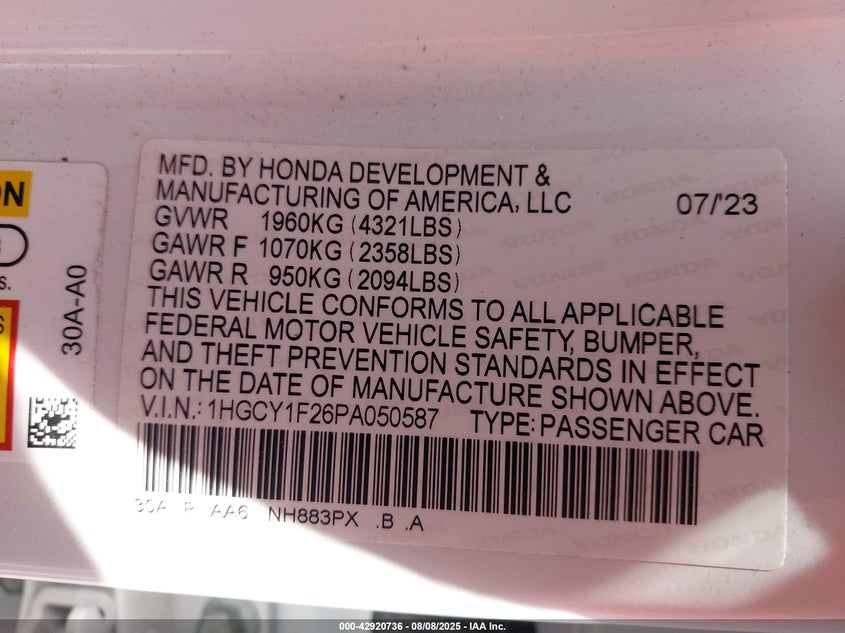 MFD. BY HONDA DEVELOPMENT &
MANUFACTURING OF AMERICA, LLC 07/'23
GVWR 1960KG (4321LBS)
GAWR F 1070KG (2358LBS)
GAWR R 950KG (2094LBS)
THIS VEHICLE CONFORMS TO ALL APPLICABLE
FEDERAL MOTOR VEHICLE SAFETY, BUMPER,
AND THEFT PREVENTION STANDARDS IN EFFECT
ON THE DATE OF MANUFACTURE SHOWN ABOVE.
V.I.N.: 1HGCY1F26PA050587 TYPE: PASSENGER CAR
AA6 NH883PX .B .A
30A-A0
000-42920736 - 08/08/2025 - IAA Inc.